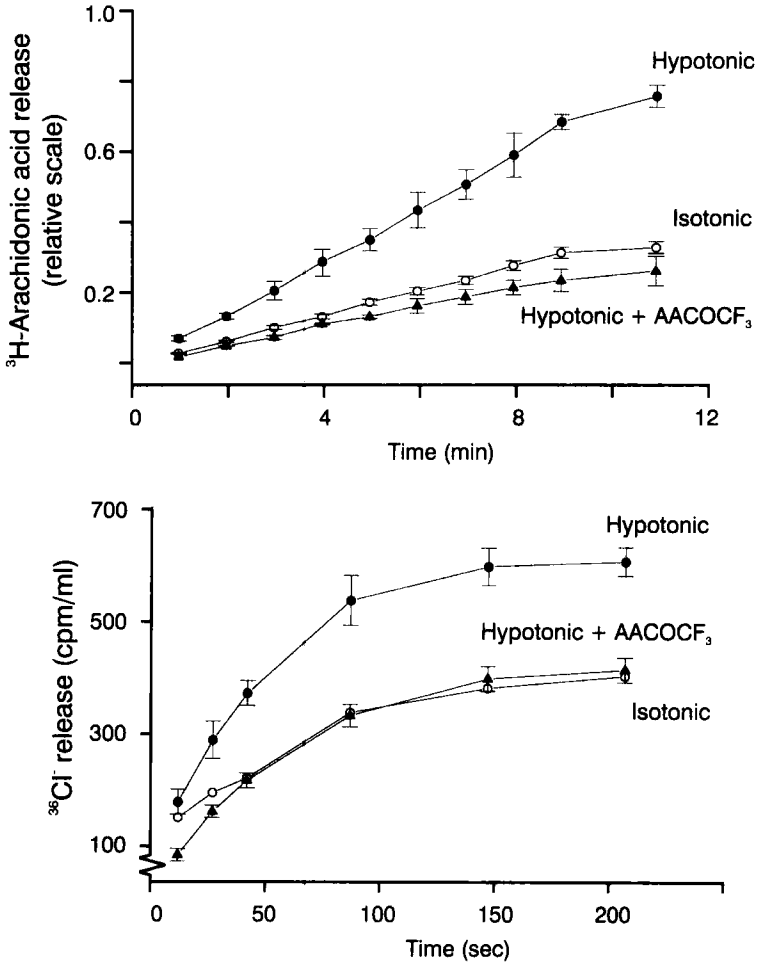 1.0
0.6
0.2
³H-Arachidonic acid release
(relative scale)
Hypotonic
Isotonic
Hypotonic + AACOCF₃
0 4 8 12
Time (min)
700
500
300
100
³⁶Cl⁻ release (cpm/ml)
Hypotonic
Hypotonic + AACOCF₃
Isotonic
0 50 100 150 200
Time (sec)